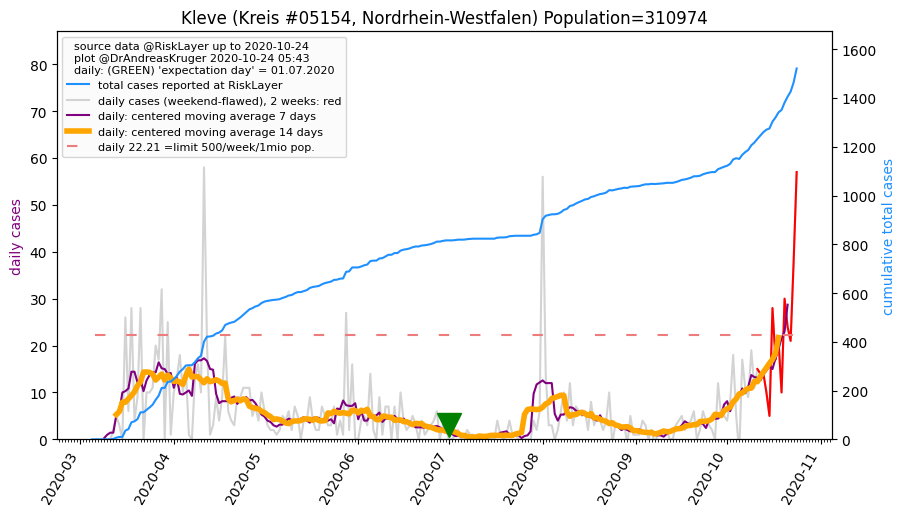 Kleve (Kreis #05154, Nordrhein-Westfalen) Population=310974
source data @RiskLayer up to 2020-10-24
plot @DrAndreasKruger 2020-10-24 05:43
daily: (GREEN) 'expectation day' = 01.07.2020
total cases reported at RiskLayer
daily cases (weekend-flawed), 2 weeks: red
daily: centered moving average 7 days
daily: centered moving average 14 days
daily 22.21 =limit 500/week/1mio pop.
daily cases
80
70
60
50
40
30
20
10
0
1600
1400
1200
1000
800
600
400
200
0
cumulative total cases
2020-03
2020-04
2020-05
2020-06
2020-07
2020-08
2020-09
2020-10
2020-11